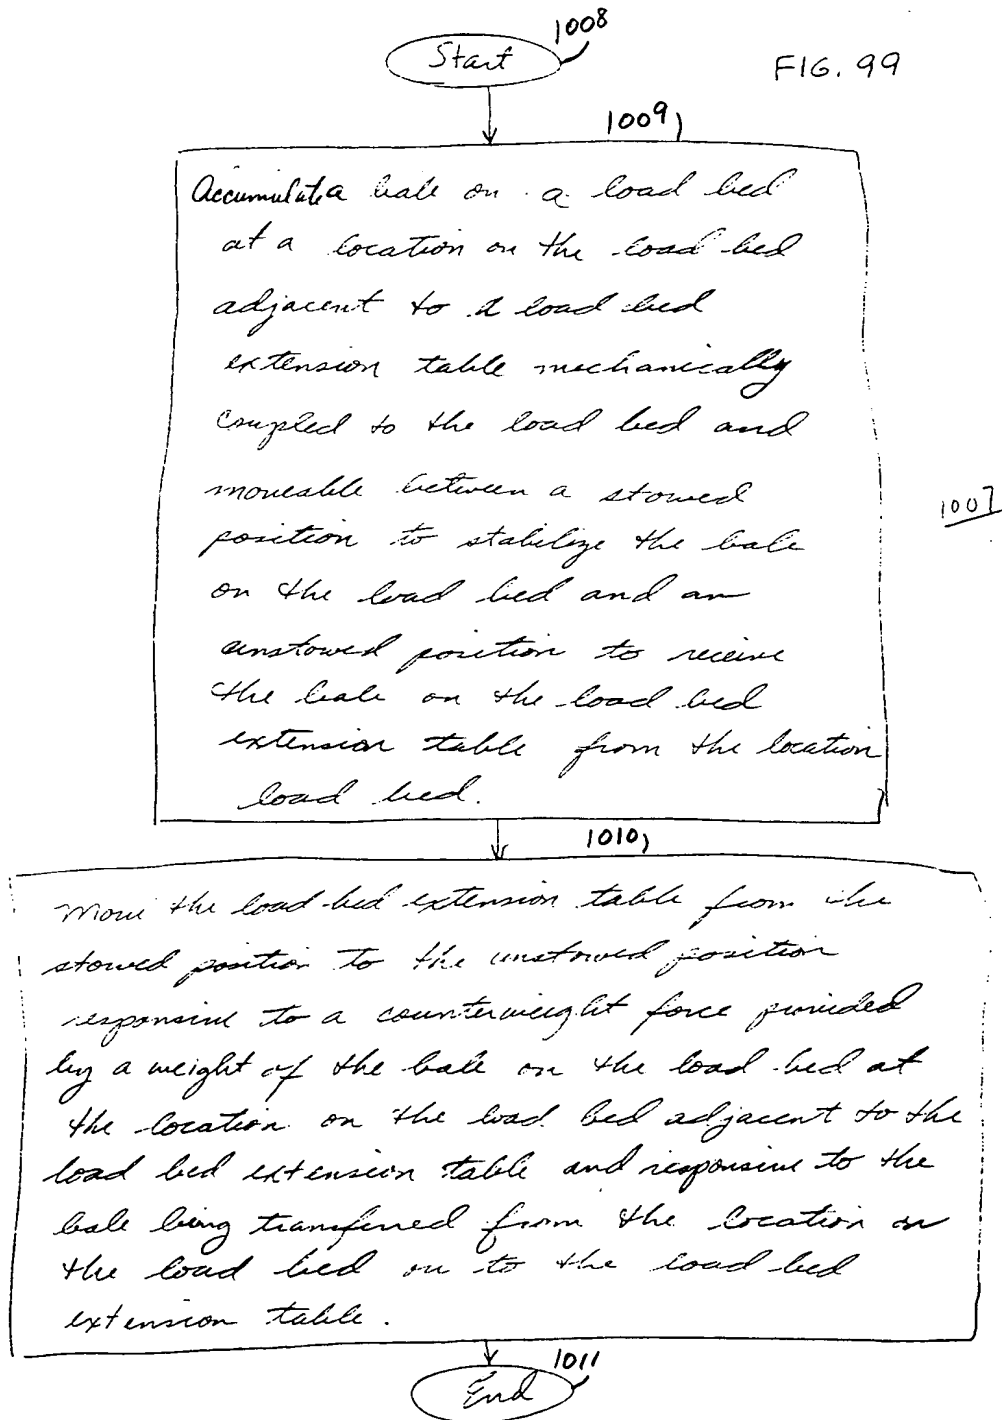 1008
Start
FIG. 99
1009
Accumulate a bale on a load bed
at a location on the load bed
adjacent to a load bed
extension table mechanically
coupled to the load bed and
moveable between a stowed
position to stabilize the bale
on the load bed and an
unstowed position to receive
the bale on the load bed
extension table from the location
load bed.
1007
1010
Move the load bed extension table from the
stowed position to the unstowed position
responsive to a counterweight force provided
by a weight of the bale on the load bed at
the location on the load bed adjacent to the
load bed extension table and responsive to the
bale being transferred from the location on
the load bed on to the load bed
extension table.
1011
End